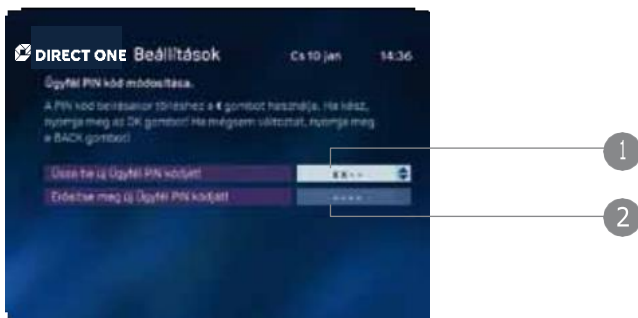 DIRECT ONE Beállítások Cs 10 jan 14:36
Ügyfél PIN kód módosítása.
A PIN kód beírásakor törléshez a ◀ gombot használja. Ha kész,
nyomja meg az OK gombot! Ha mégsem változtat, nyomja meg
a BACK gombot!
Üsse be új Ügyfél PIN kódját! * * - -
1
Erősítse meg új Ügyfél PIN kódját! - - - -
2